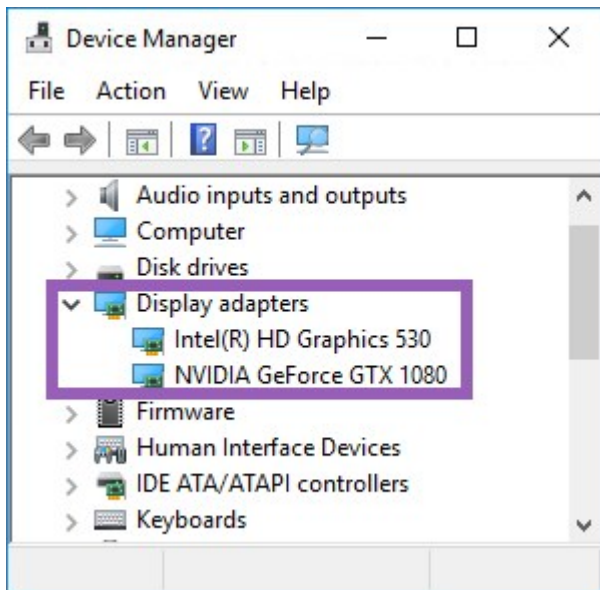 Device Manager
File Action View Help
Audio inputs and outputs
Computer
Disk drives
Display adapters
Intel(R) HD Graphics 530
NVIDIA GeForce GTX 1080
Firmware
Human Interface Devices
IDE ATA/ATAPI controllers
Keyboards